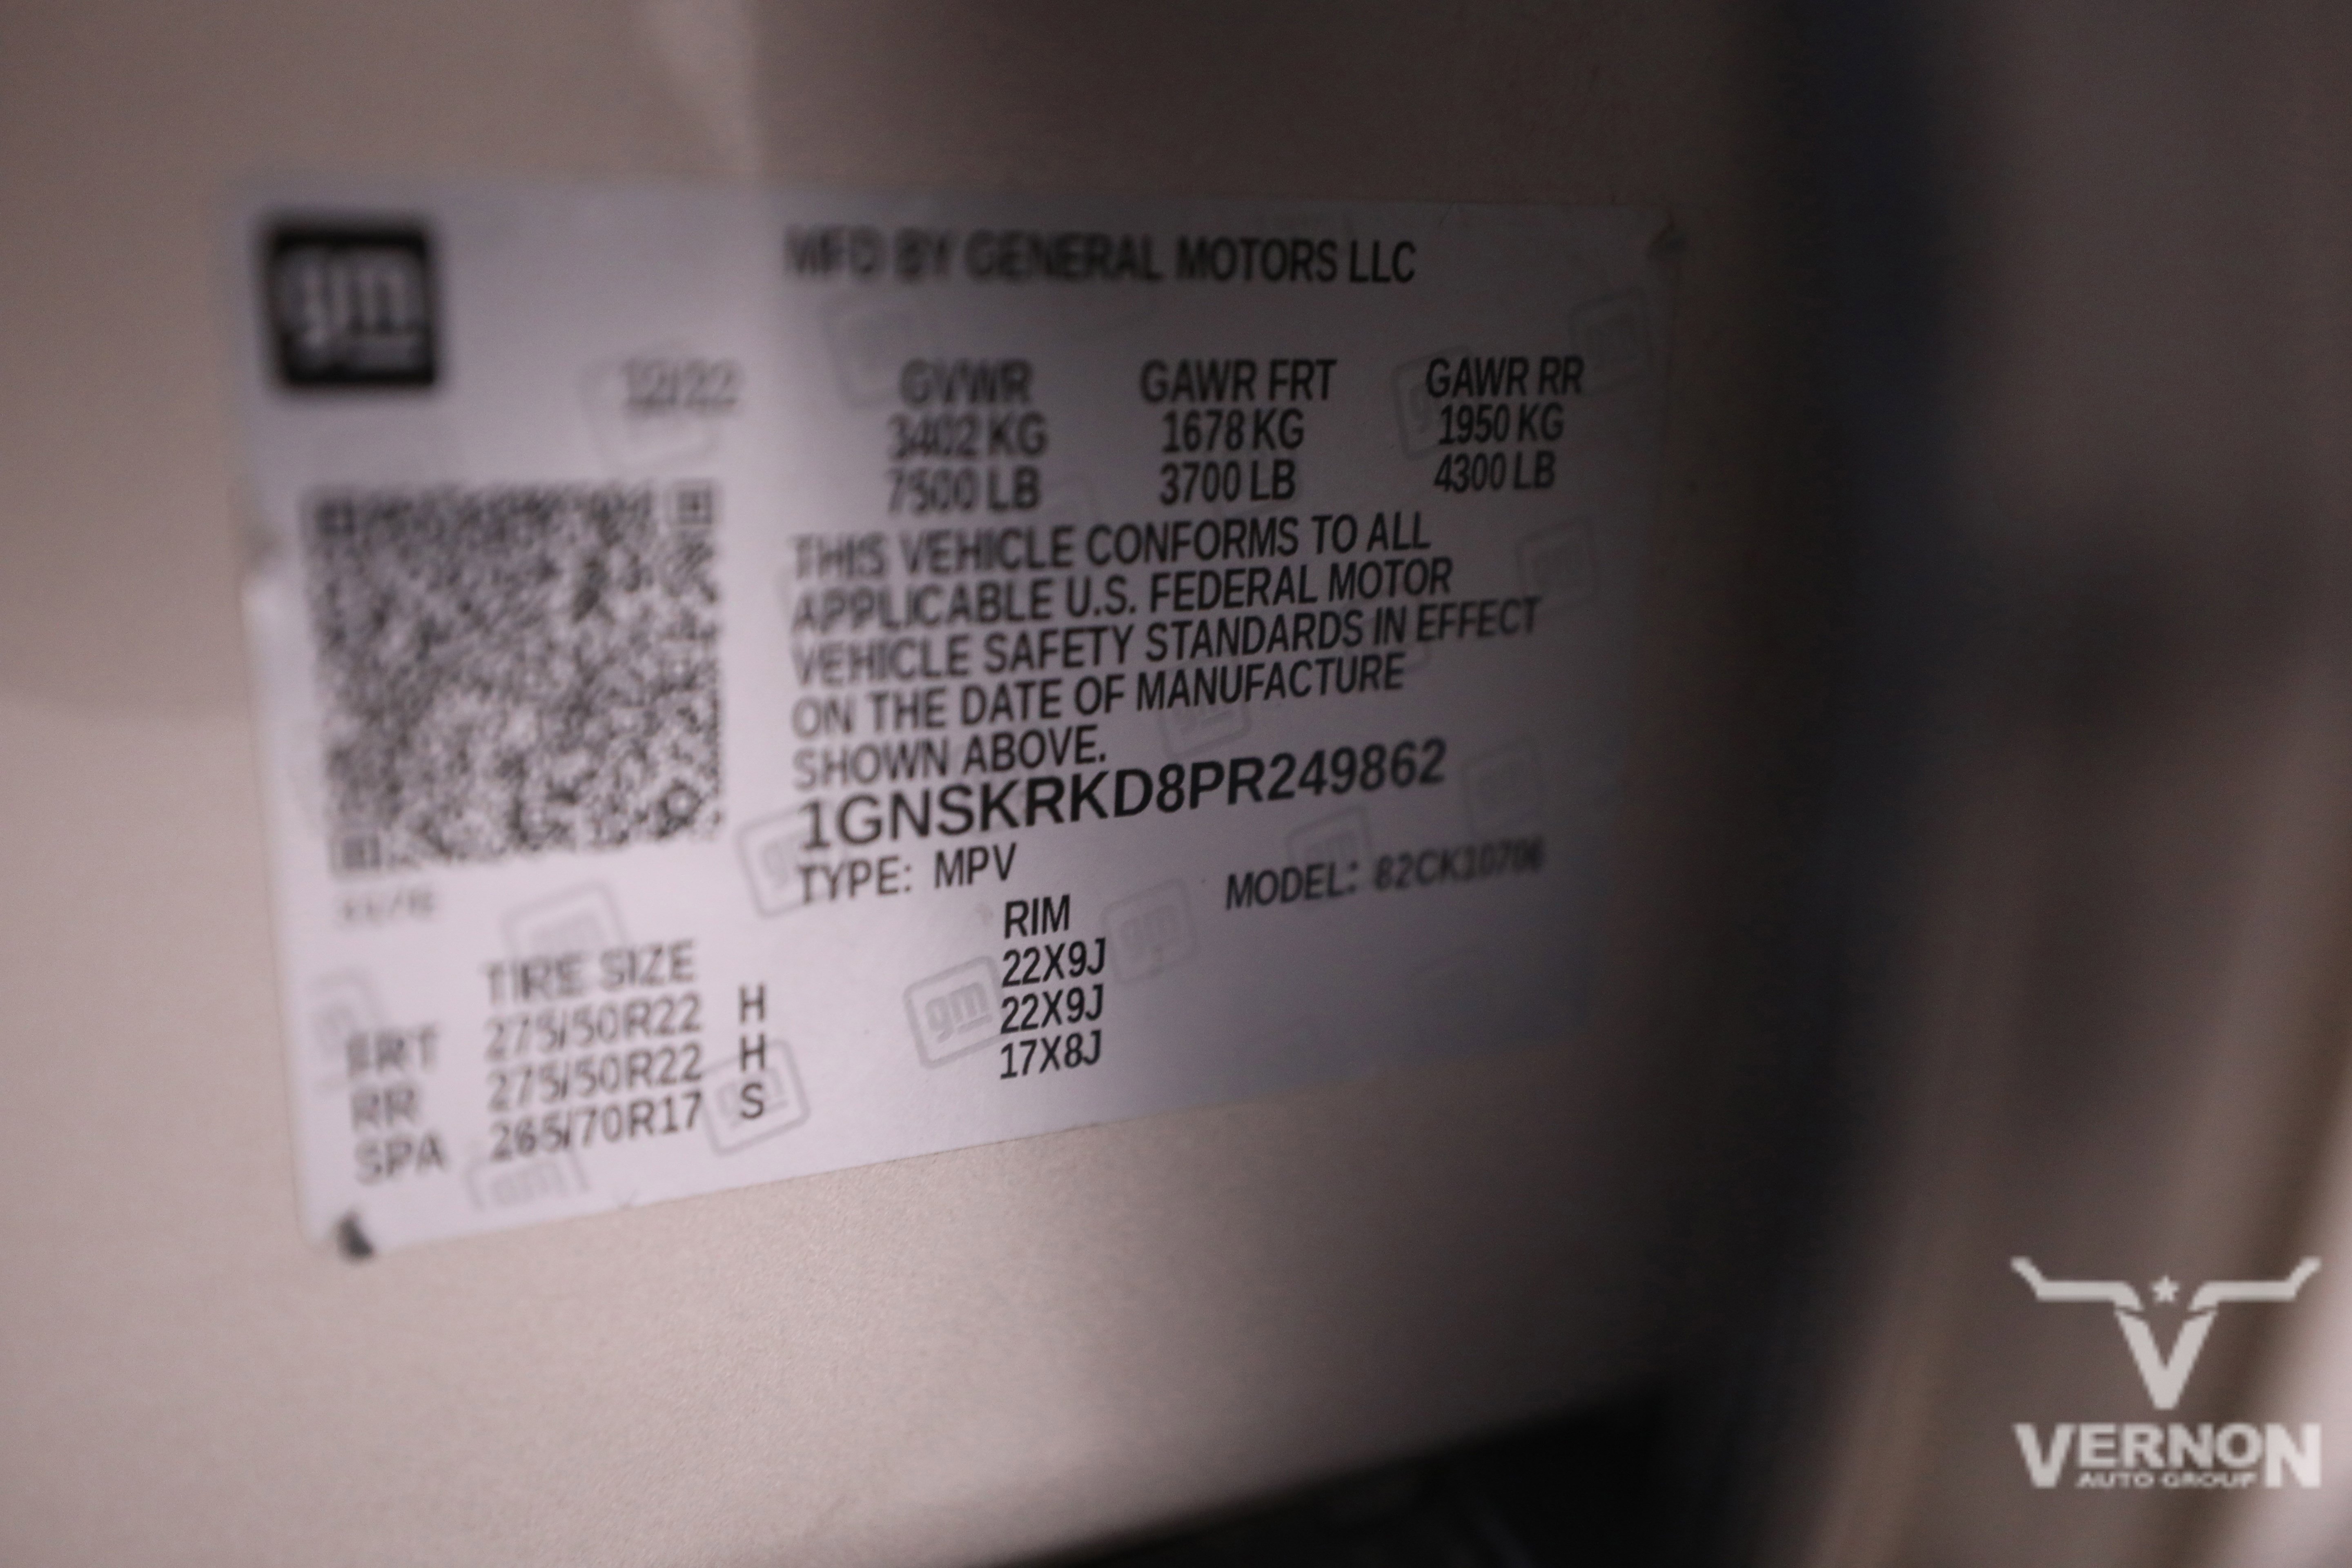 gm
MFD BY GENERAL MOTORS LLC
12/22 GVWR GAWR FRT GAWR RR
3402 KG 1678 KG 1950 KG
7500 LB 3700 LB 4300 LB
THIS VEHICLE CONFORMS TO ALL
APPLICABLE U.S. FEDERAL MOTOR
VEHICLE SAFETY STANDARDS IN EFFECT
ON THE DATE OF MANUFACTURE
SHOWN ABOVE.
1GNSKRKD8PR249862
TYPE: MPV MODEL: 82CK10706
TIRE SIZE RIM
FRT 275/50R22 H 22X9J
RR 275/50R22 H 22X9J
SPA 265/70R17 S 17X8J
V
VERNON
AUTO GROUP